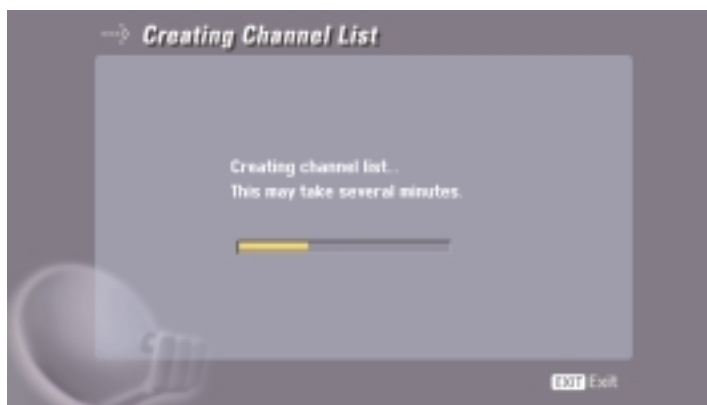 Creating Channel List
Creating channel list...
This may take several minutes.
EXIT Exit